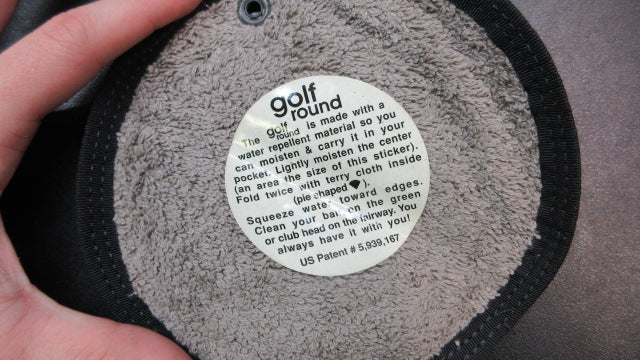 golf
round
The golf round is made with a
water repellent material so you
can moisten & carry it in your
pocket. Lightly moisten the center
(an area the size of this sticker).
Fold twice with terry cloth inside
(pie chaped ).
Squeeze water toward edges.
Clean your ball on the green
or club head on the fairway. You
always have it with you!
US Patent # 5,939,167